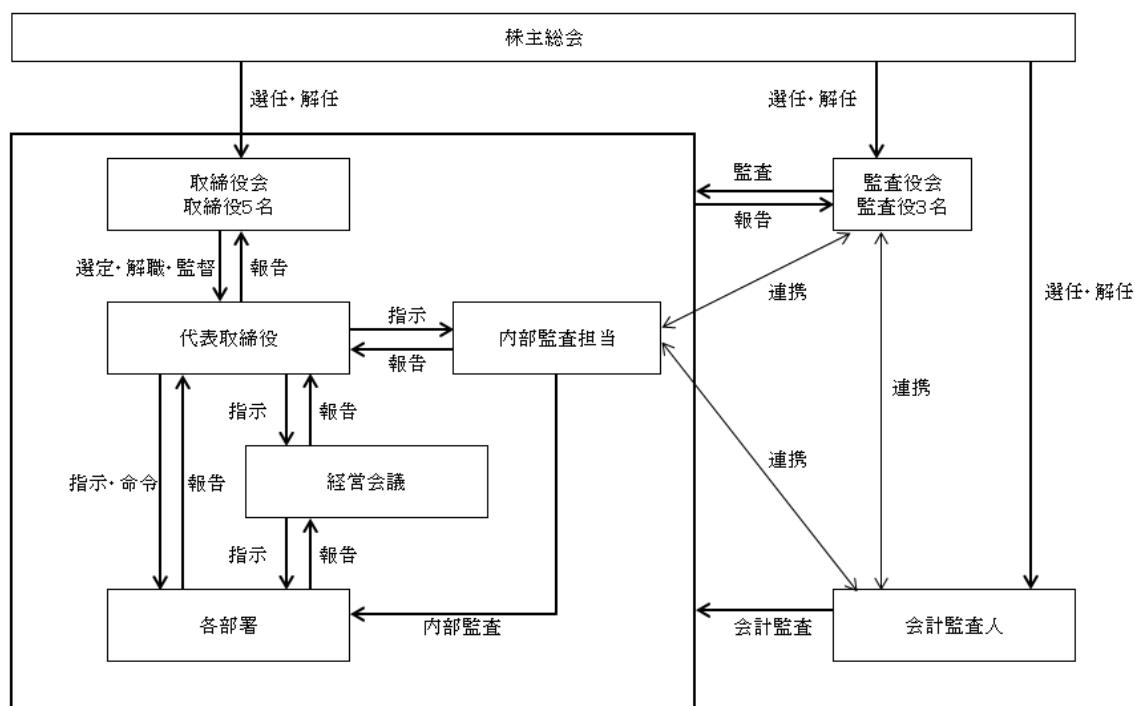 株主総会
選任・解任
選任・解任
取締役会
取締役5名
監査
監査役会
監査役3名
報告
選定・解職・監督
報告
連携
選任・解任
指示
代表取締役
内部監査担当
報告
連携
指示
報告
連携
経営会議
指示・命令
報告
指示
報告
各部署
内部監査
会計監査
会計監査人